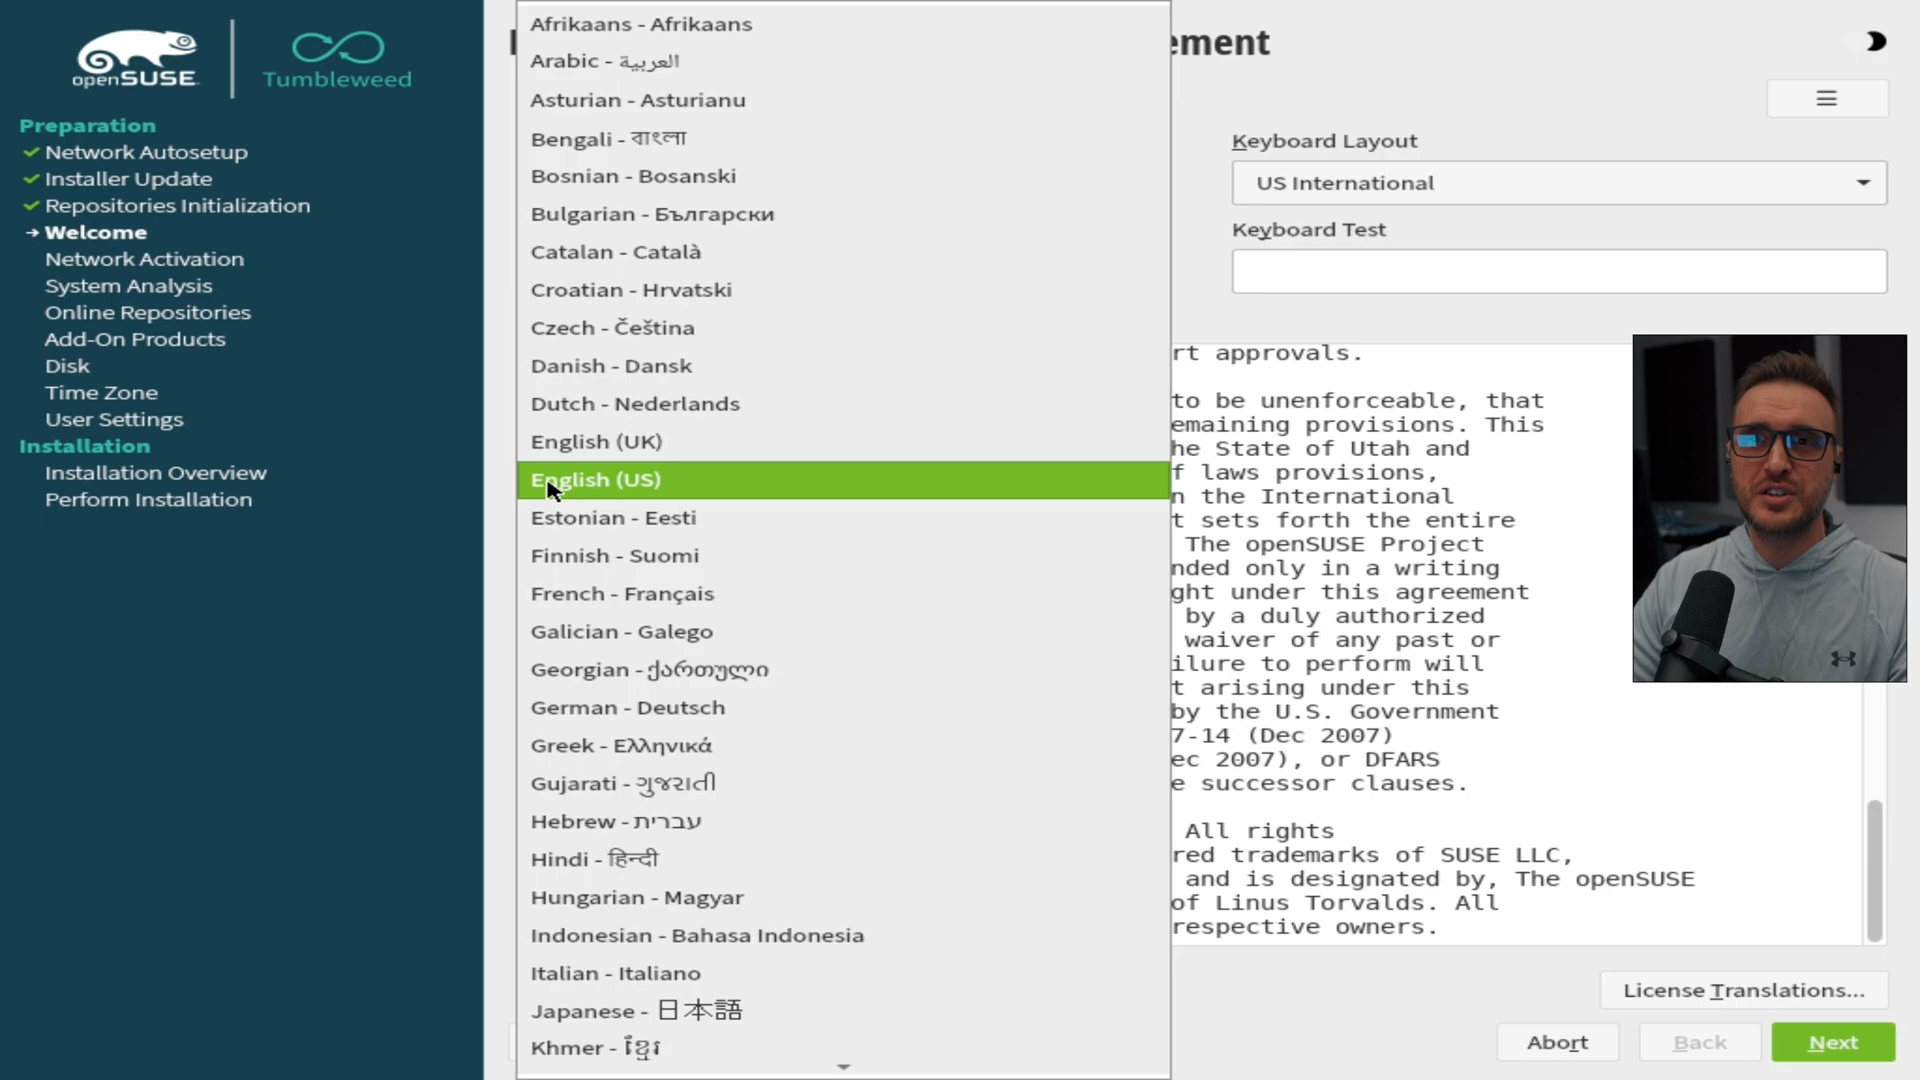 openSUSE
Tumbleweed
Preparation
Network Autosetup
Installer Update
Repositories Initialization
Welcome
Network Activation
System Analysis
Online Repositories
Add-On Products
Disk
Time Zone
User Settings
Installation
Installation Overview
Perform Installation
Afrikaans - Afrikaans
Arabic - العربية
Asturian - Asturianu
Bengali - বাংলা
Bosnian - Bosanski
Bulgarian - Български
Catalan - Català
Croatian - Hrvatski
Czech - Čeština
Danish - Dansk
Dutch - Nederlands
English (UK)
English (US)
Estonian - Eesti
Finnish - Suomi
French - Français
Galician - Galego
Georgian - ქართული
German - Deutsch
Greek - Ελληνικά
Gujarati - ગુજરાતી
Hebrew - עברית
Hindi - हिन्दी
Hungarian - Magyar
Indonesian - Bahasa Indonesia
Italian - Italiano
Japanese - 日本語
Khmer - ខ្មែរ
ement
Keyboard Layout
US International
Keyboard Test
rt approvals.
to be unenforceable, that
emaining provisions. This
he State of Utah and
f laws provisions,
n the International
t sets forth the entire
The openSUSE Project
nded only in a writing
ght under this agreement
by a duly authorized
waiver of any past or
ilure to perform will
t arising under this
by the U.S. Government
7-14 (Dec 2007)
ec 2007), or DFARS
e successor clauses.
All rights
red trademarks of SUSE LLC,
and is designated by, The openSUSE
of Linus Torvalds. All
respective owners.
License Translations...
Abort
Back
Next